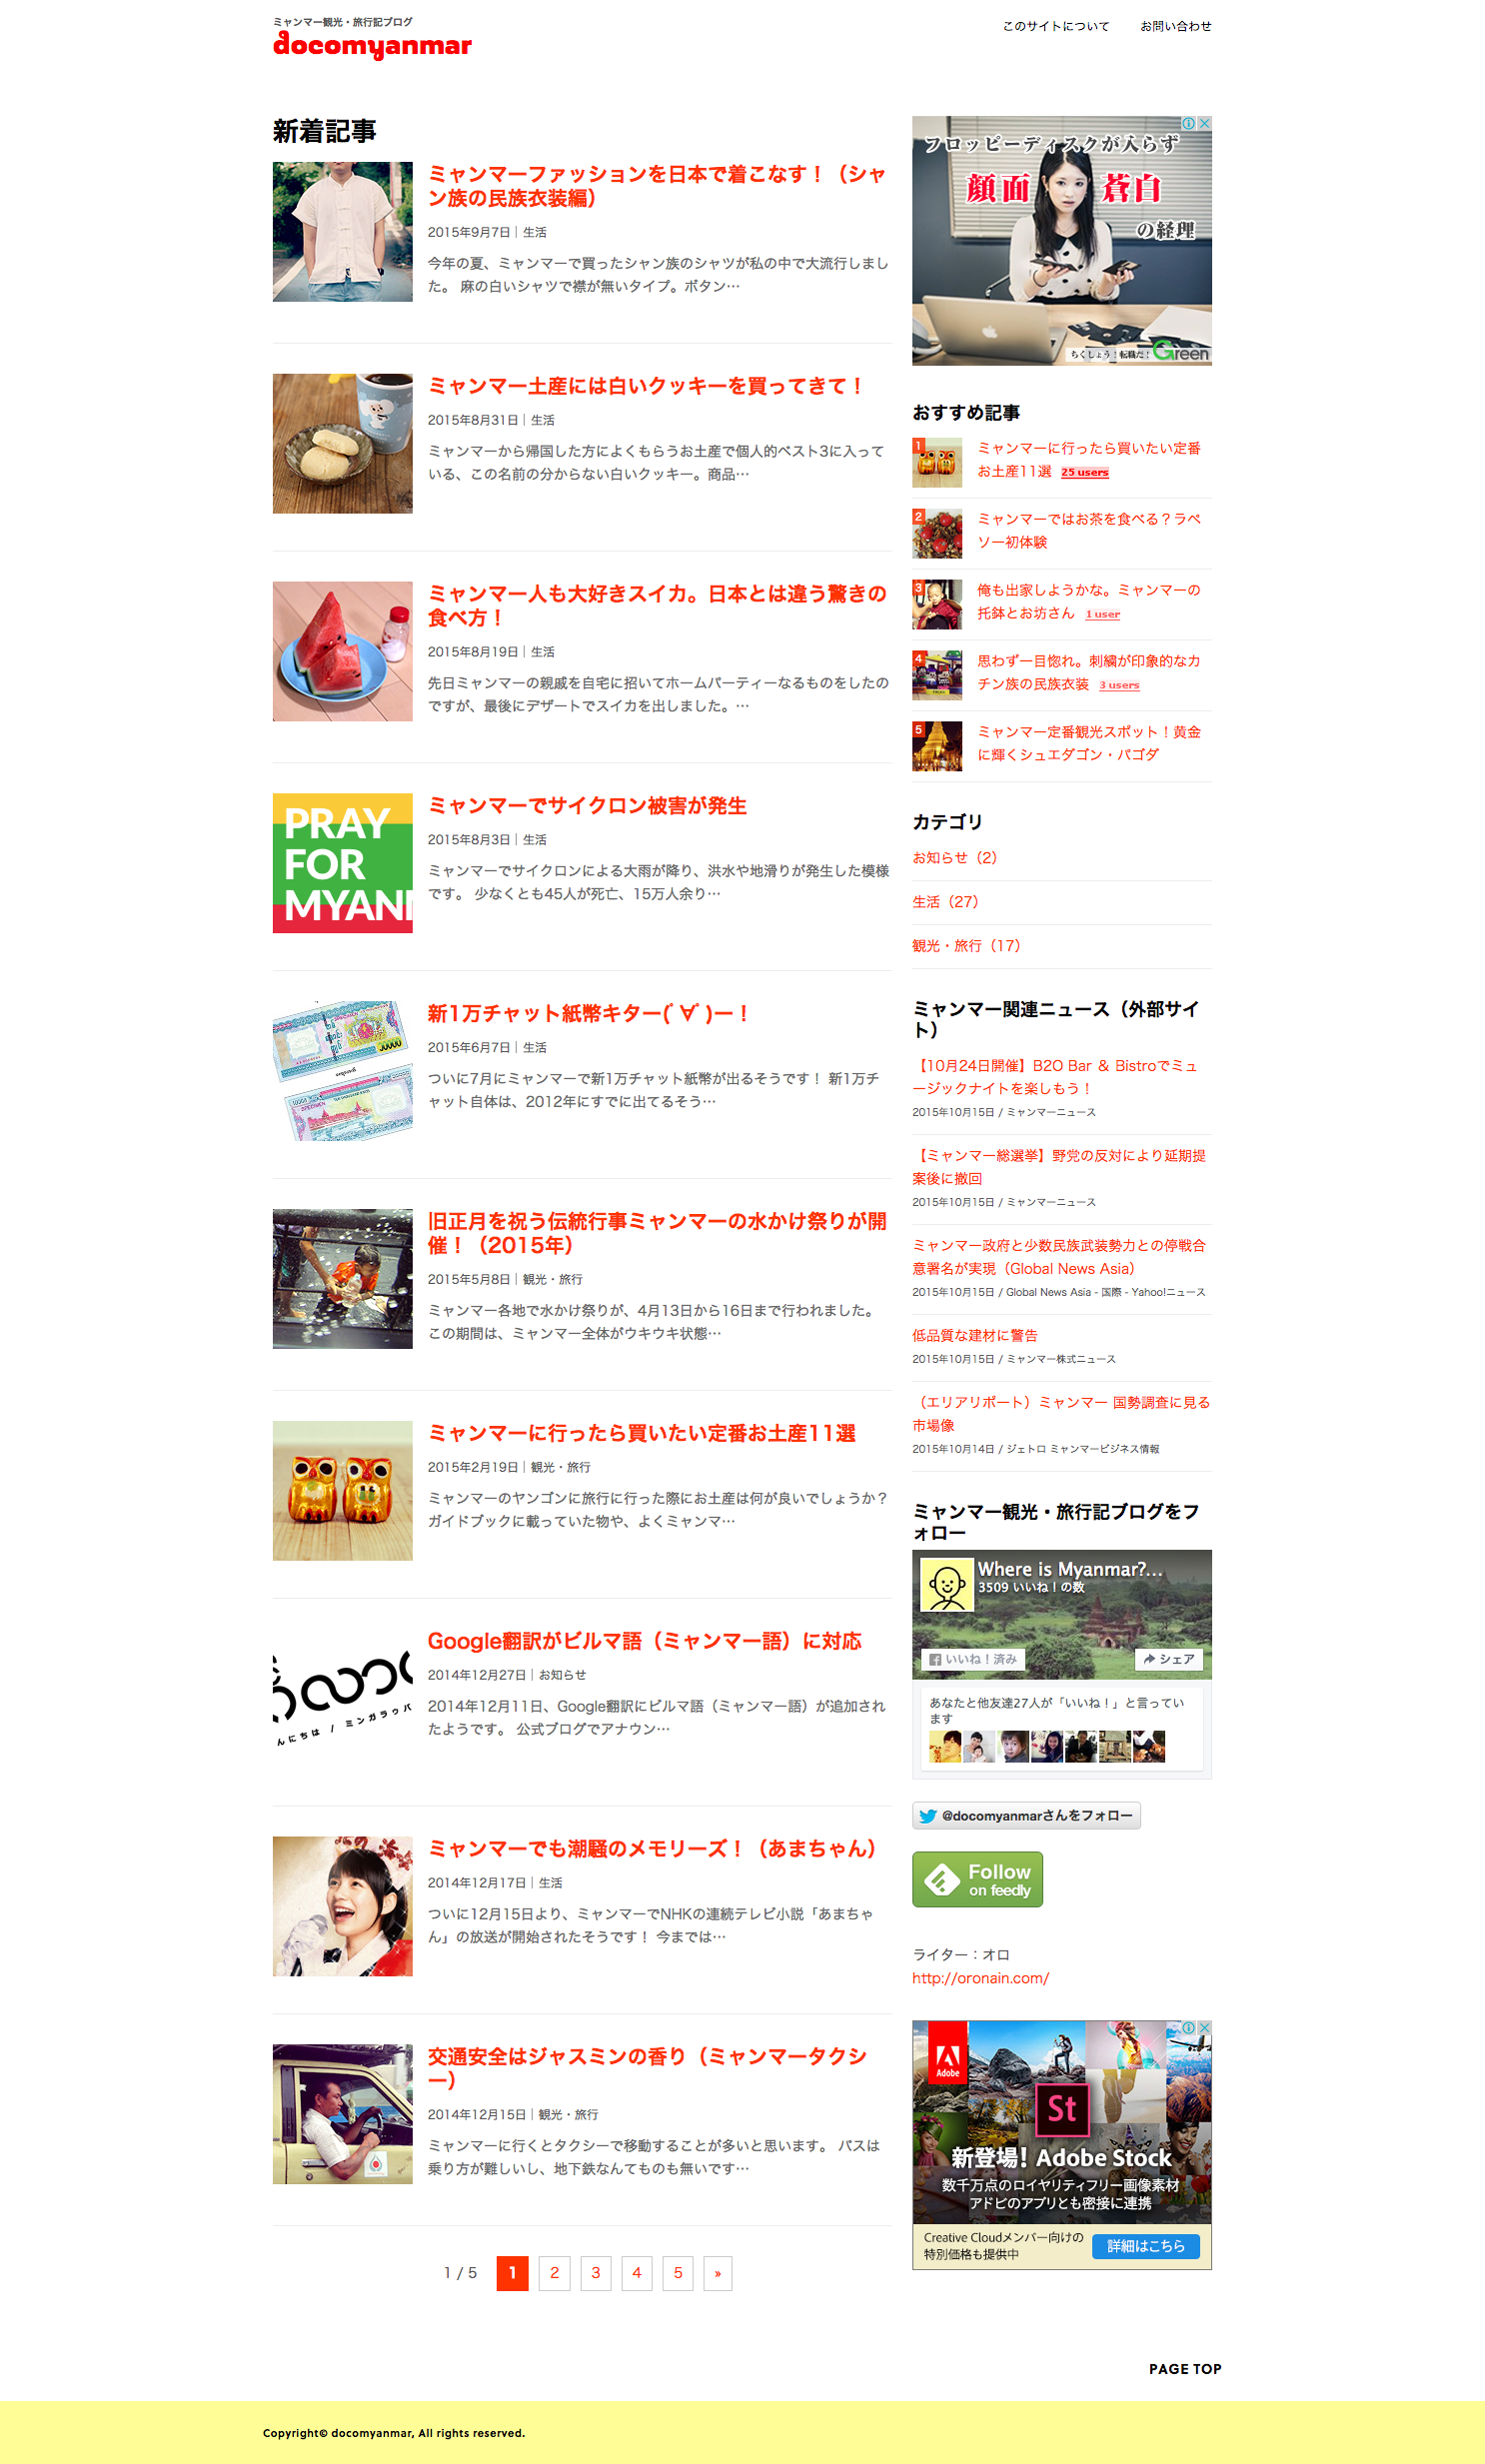 ミャンマー観光・旅行記ブログ
docomyanmar
このサイトについて
お問い合わせ
新着記事
ミャンマーファッションを日本で着こなす！（シャ
ン族の民族衣装編）
2015年9月7日｜生活
今年の夏、ミャンマーで買ったシャン族のシャツが私の中で大流行しまし
た。 麻の白いシャツで襟が無いタイプ。ボタン…
ミャンマー土産には白いクッキーを買ってきて！
2015年8月31日｜生活
ミャンマーから帰国した方によくもらうお土産で個人的ベスト3に入って
いる、この名前の分からない白いクッキー。商品…
ミャンマー人も大好きスイカ。日本とは違う驚きの
食べ方！
2015年8月19日｜生活
先日ミャンマーの親戚を自宅に招いてホームパーティーなるものをしたの
ですが、最後にデザートでスイカを出しました。…
PRAY
FOR
MYAN
ミャンマーでサイクロン被害が発生
2015年8月3日｜生活
ミャンマーでサイクロンによる大雨が降り、洪水や地滑りが発生した模様
です。 少なくとも45人が死亡、15万人余り…
新1万チャット紙幣キター(ﾟ∀ﾟ)ー！
2015年6月7日｜生活
ついに7月にミャンマーで新1万チャット紙幣が出るそうです！ 新1万チ
ャット自体は、2012年にすでに出てるそう…
旧正月を祝う伝統行事ミャンマーの水かけ祭りが開
催！（2015年）
2015年5月8日｜観光・旅行
ミャンマー各地で水かけ祭りが、4月13日から16日まで行われました。
この期間は、ミャンマー全体がウキウキ状態…
ミャンマーに行ったら買いたい定番お土産11選
2015年2月19日｜観光・旅行
ミャンマーのヤンゴンに旅行に行った際にお土産は何が良いでしょうか？
ガイドブックに載っていた物や、よくミャンマ…
んにちは / ミンガラゥバ
Google翻訳がビルマ語（ミャンマー語）に対応
2014年12月27日｜お知らせ
2014年12月11日、Google翻訳にビルマ語（ミャンマー語）が追加され
たようです。 公式ブログでアナウン…
ミャンマーでも潮騒のメモリーズ！（あまちゃん）
2014年12月17日｜生活
ついに12月15日より、ミャンマーでNHKの連続テレビ小説「あまちゃ
ん」の放送が開始されたそうです！ 今までは…
交通安全はジャスミンの香り（ミャンマータクシ
ー）
2014年12月15日｜観光・旅行
ミャンマーに行くとタクシーで移動することが多いと思います。 バスは
乗り方が難しいし、地下鉄なんてものも無いです…
1 / 5 1 2 3 4 5 »
フロッピーディスクが入らず
顔面 蒼白
の経理
ちくしょう！転職だ！ Green
おすすめ記事
1 ミャンマーに行ったら買いたい定番
お土産11選 25 users
2 ミャンマーではお茶を食べる？ラペ
ソー初体験
3 俺も出家しようかな。ミャンマーの
托鉢とお坊さん 1 user
4 思わず一目惚れ。刺繍が印象的なカ
チン族の民族衣装 3 users
5 ミャンマー定番観光スポット！黄金
に輝くシュエダゴン・パゴダ
カテゴリ
お知らせ（2）
生活（27）
観光・旅行（17）
ミャンマー関連ニュース（外部サイ
ト）
【10月24日開催】B2O Bar ＆ Bistroでミュ
ージックナイトを楽しもう！
2015年10月15日 / ミャンマーニュース
【ミャンマー総選挙】野党の反対により延期提
案後に撤回
2015年10月15日 / ミャンマーニュース
ミャンマー政府と少数民族武装勢力との停戦合
意署名が実現（Global News Asia）
2015年10月15日 / Global News Asia - 国際 - Yahoo!ニュース
低品質な建材に警告
2015年10月15日 / ミャンマー株式ニュース
（エリアリポート）ミャンマー 国勢調査に見る
市場像
2015年10月14日 / ジェトロ ミャンマービジネス情報
ミャンマー観光・旅行記ブログをフ
ォロー
Where is Myanmar?...
3509 いいね！の数
いいね！済み
シェア
あなたと他友達27人が「いいね！」と言ってい
ます
@docomyanmarさんをフォロー
Follow
on feedly
ライター：オロ
http://oronain.com/
Adobe
St
新登場! Adobe Stock
数千万点のロイヤリティフリー画像素材
アドビのアプリとも密接に連携
Creative Cloudメンバー向けの
特別価格も提供中
詳細はこちら
PAGE TOP
Copyright© docomyanmar, All rights reserved.